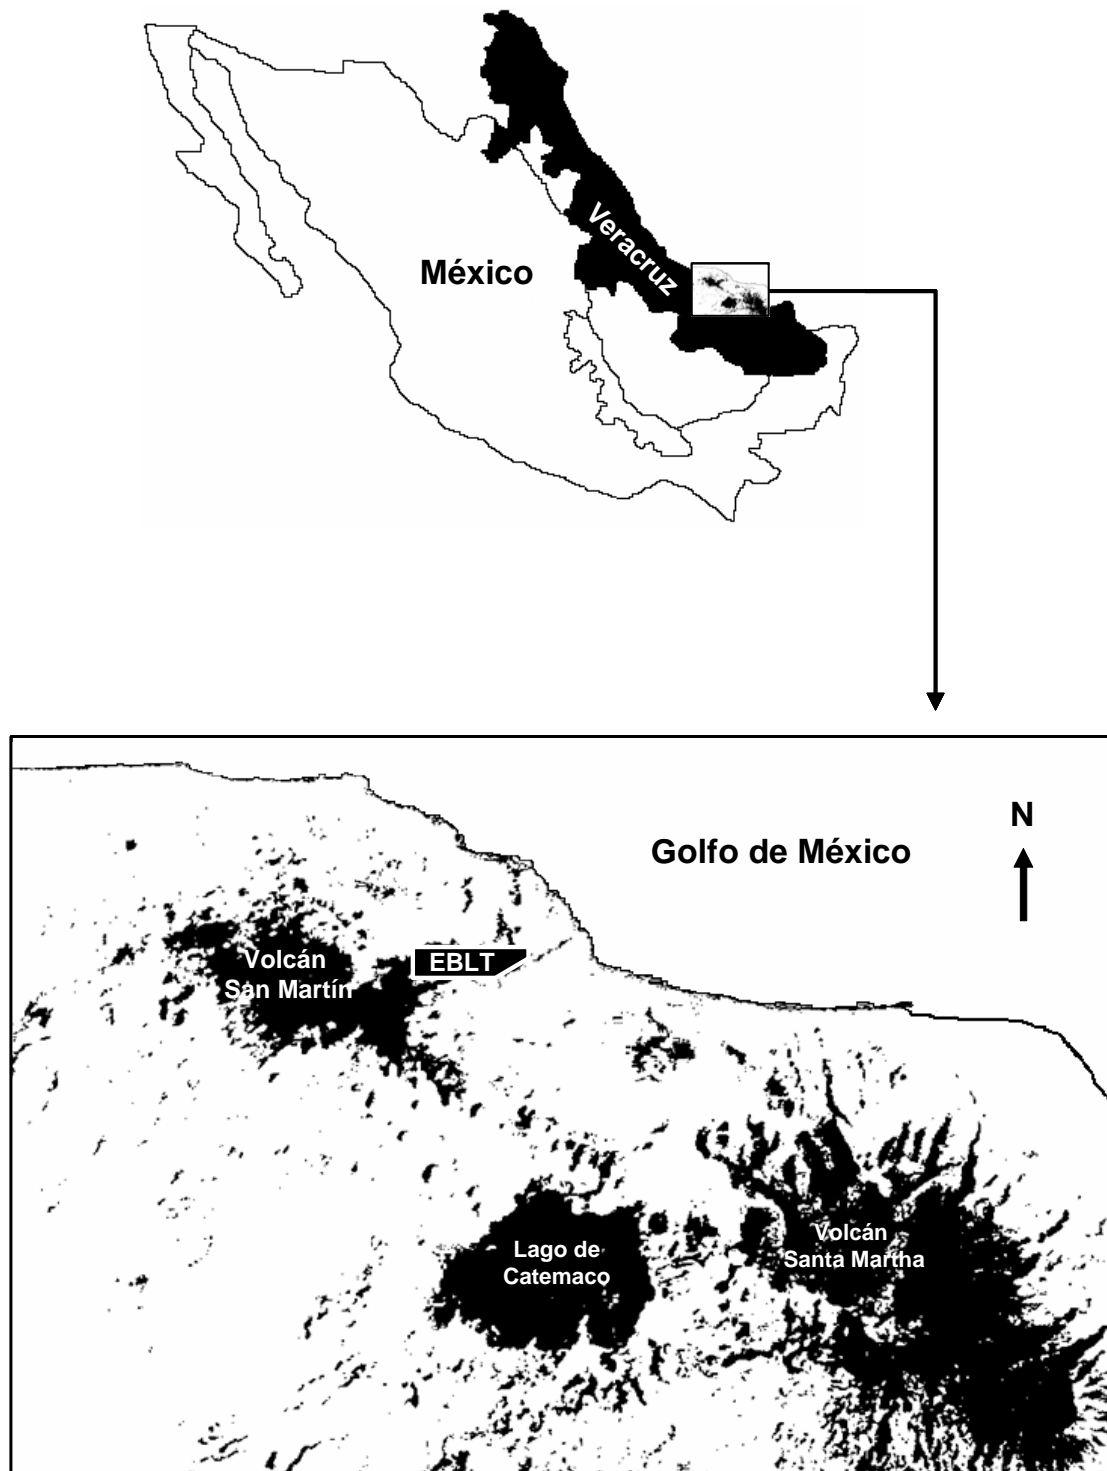 Veracruz
México
N
Golfo de México
Volcán
San Martín
EBLT
Lago de
Catemaco
Volcán
Santa Martha